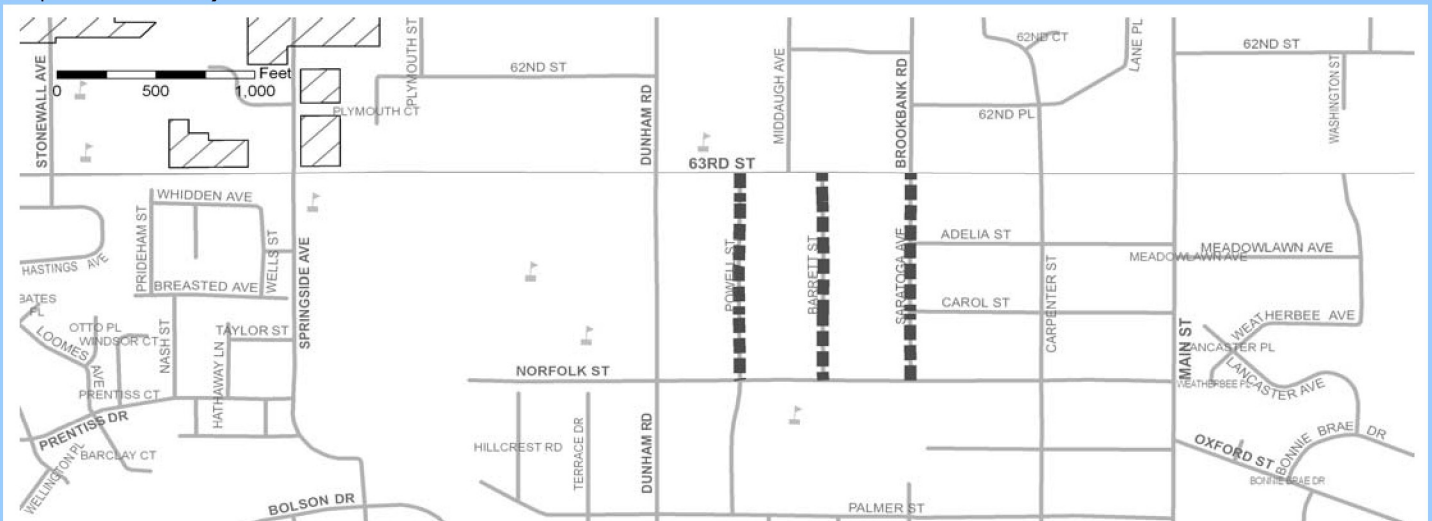 STONEWALL AVE
Feet
0 500 1,000
PLYMOUTH ST
62ND ST
PLYMOUTH CT
DUNHAM RD
MIDDAUGH AVE
BROOKBANK RD
62ND CT
LANE PL
62ND ST
62ND PL
WASHINGTON ST
63RD ST
WHIDDEN AVE
PRIDEHAM ST
WELLS ST
HASTINGS AVE
BREASTED AVE
SPRINGSIDE AVE
POWELL ST
BARRETT ST
SARATOGA AVE
ADELIA ST
MEADOWLAWN AVE
MEADOWLAWN AVE
CAROL ST
CARPENTER ST
MAIN ST
BATES
PL
OTTO PL
LOOMES AVE
WINDSOR CT
NASH ST
TAYLOR ST
HATHAWAY LN
PRENTISS CT
PRENTISS DR
BARCLAY CT
WELLINGTON PL
BOLSON DR
NORFOLK ST
HILLCREST RD
TERRACE DR
DUNHAM RD
PALMER ST
WEATHERBEE AVE
LANCASTER PL
WEATHERBEE PL
LANCASTER AVE
OXFORD ST
BONNIE BRAE DR
BONNIE BRAE DR